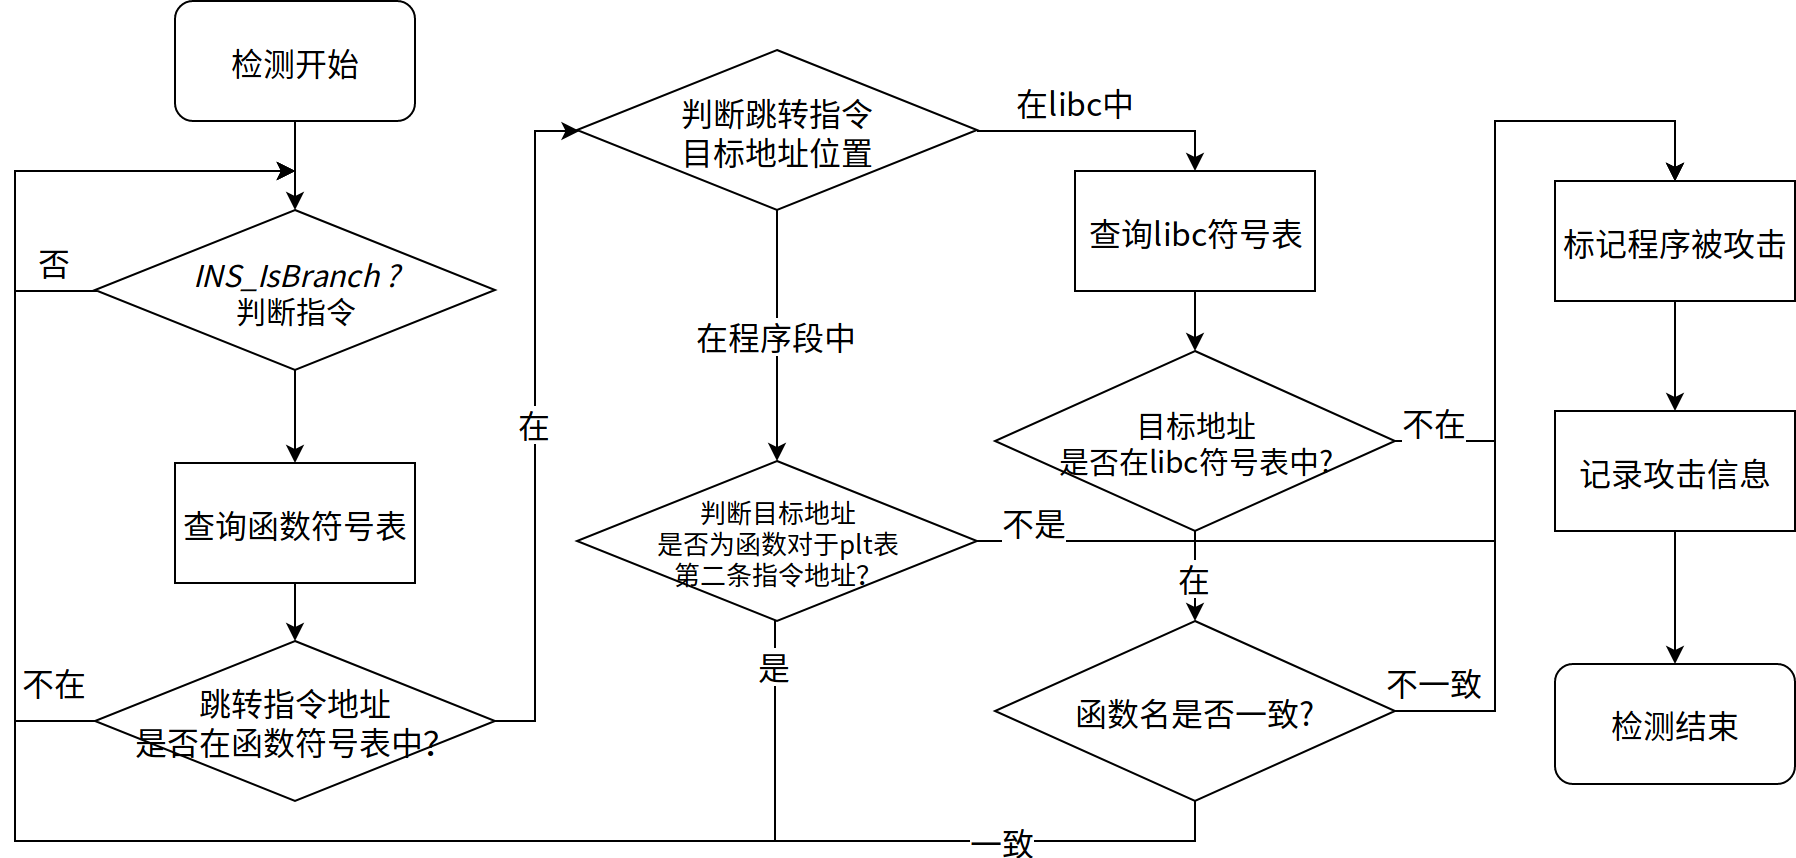 检测开始
否
INS_IsBranch？
判断指令
查询函数符号表
不在
跳转指令地址
是否在函数符号表中?
在
判断跳转指令
目标地址位置
在libc中
在程序段中
判断目标地址
是否为函数对于plt表
第二条指令地址?
不是
是
查询libc符号表
目标地址
是否在libc符号表中?
不在
在
函数名是否一致?
不一致
一致
标记程序被攻击
记录攻击信息
检测结束